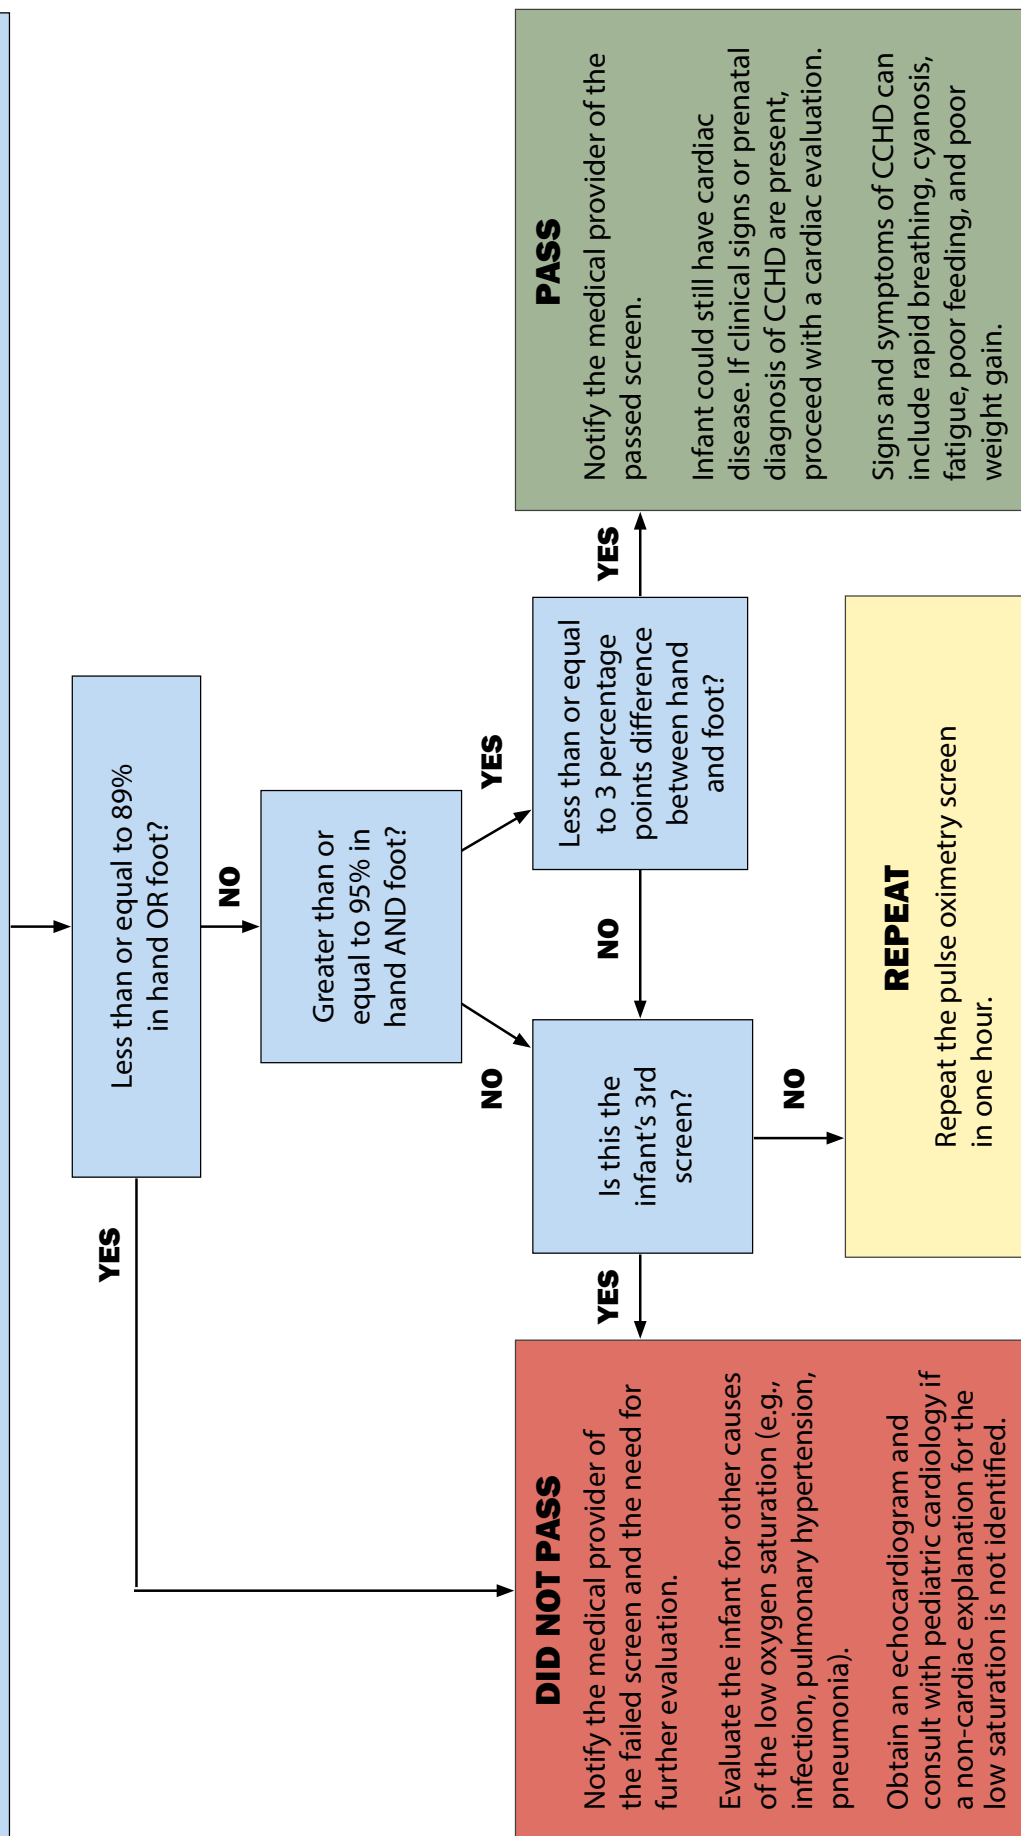 Less than or equal to 89%
in hand OR foot?
YES
NO
Greater than or
equal to 95% in
hand AND foot?
NO
YES
Is this the
infant's 3rd
screen?
NO
Less than or equal
to 3 percentage
points difference
between hand
and foot?
YES
NO
YES
DID NOT PASS
Notify the medical provider of
the failed screen and the need for
further evaluation.
Evaluate the infant for other causes
of the low oxygen saturation (e.g.,
infection, pulmonary hypertension,
pneumonia).
Obtain an echocardiogram and
consult with pediatric cardiology if
a non-cardiac explanation for the
low saturation is not identified.
REPEAT
Repeat the pulse oximetry screen
in one hour.
PASS
Notify the medical provider of the
passed screen.
Infant could still have cardiac
disease. If clinical signs or prenatal
diagnosis of CCHD are present,
proceed with a cardiac evaluation.
Signs and symptoms of CCHD can
include rapid breathing, cyanosis,
fatigue, poor feeding, and poor
weight gain.